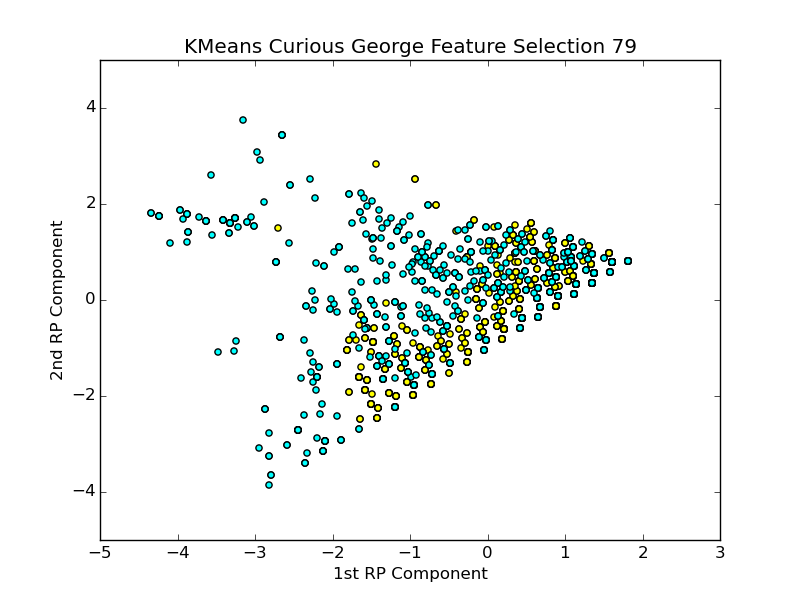 KMeans Curious George Feature Selection 79
4
2
0
−2
−4
2nd RP Component
−5 −4 −3 −2 −1 0 1 2 3
1st RP Component